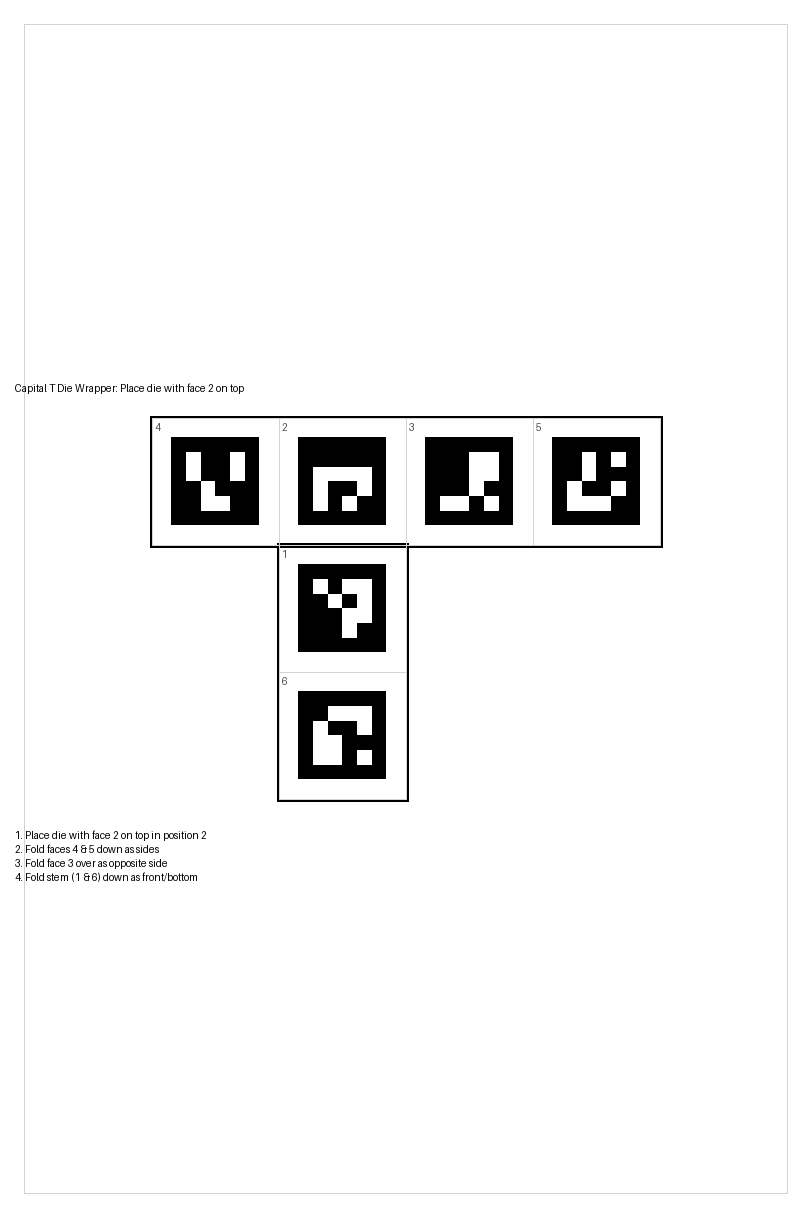 Capital T Die Wrapper: Place die with face 2 on top
4 2 3 5
1
6
1. Place die with face 2 on top in position 2
2. Fold faces 4 & 5 down as sides
3. Fold face 3 over as opposite side
4. Fold stem (1 & 6) down as front/bottom